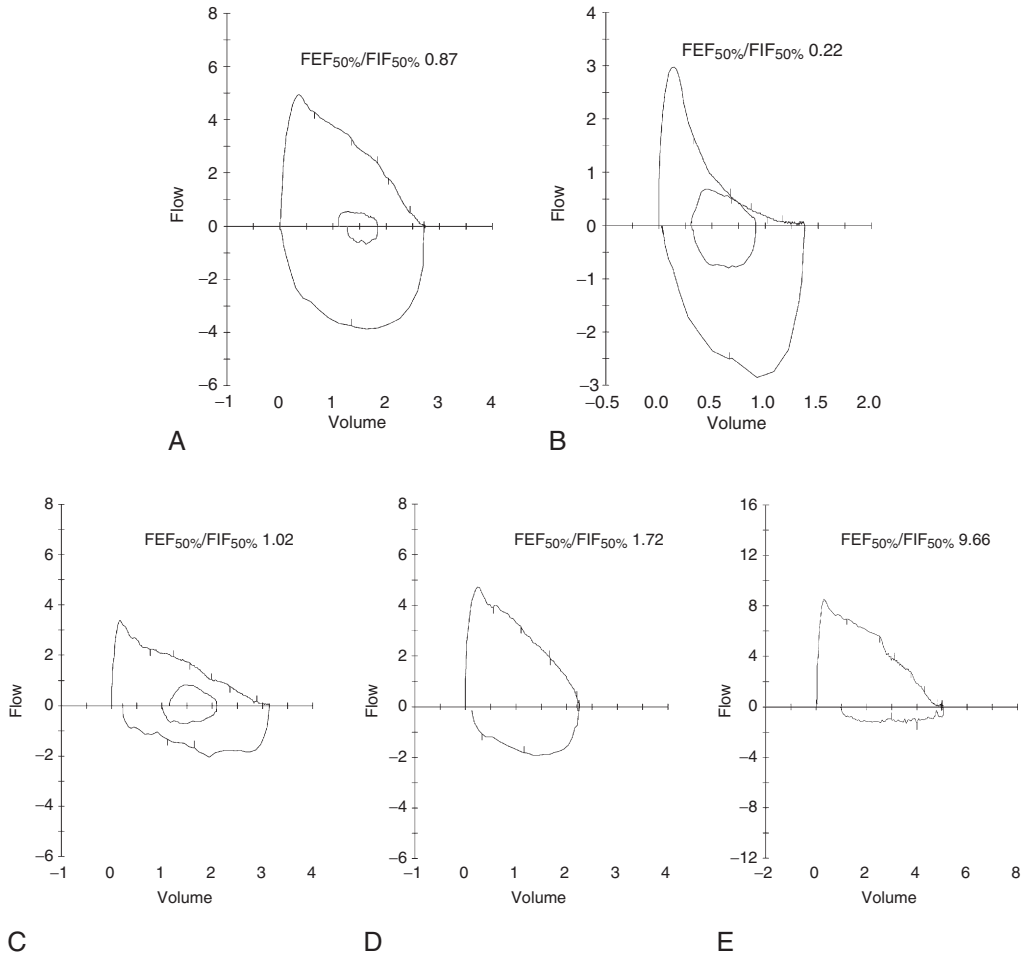 FEF50%/FIF50% 0.87
8
6
4
2
0
−2
−4
−6
Flow
−1 0 1 2 3 4
Volume
A
FEF50%/FIF50% 0.22
4
3
2
1
0
−1
−2
−3
Flow
−0.5 0.0 0.5 1.0 1.5 2.0
Volume
B
FEF50%/FIF50% 1.02
8
6
4
2
0
−2
−4
−6
Flow
−1 0 1 2 3 4
Volume
C
FEF50%/FIF50% 1.72
8
6
4
2
0
−2
−4
−6
Flow
−1 0 1 2 3 4
Volume
D
FEF50%/FIF50% 9.66
16
12
8
4
0
−4
−8
−12
Flow
−2 0 2 4 6 8
Volume
E